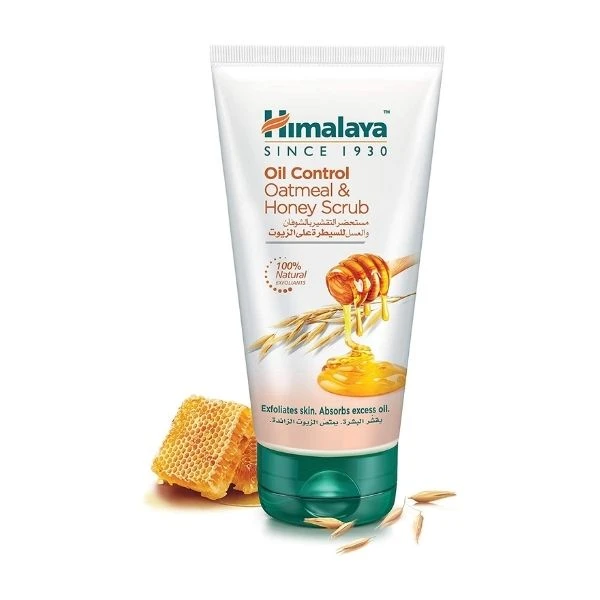 Himalaya™
SINCE 1930
Oil Control
Oatmeal &
Honey Scrub
مستحضر التقشير بالشوفان
والعسل للسيطرة على الزيوت
100%
Natural
EXFOLIANTS
Exfoliates skin. Absorbs excess oil.
يقشر البشرة. يمتص الزيوت الزائدة.